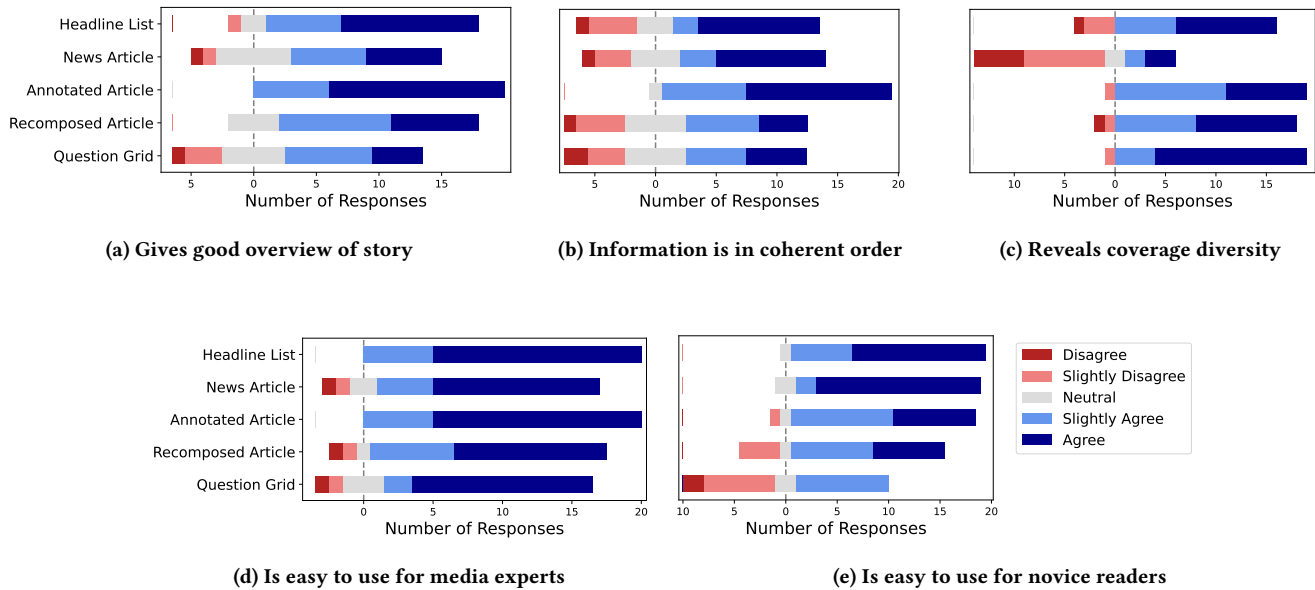 Headline List
News Article
Annotated Article
Recomposed Article
Question Grid
5 0 5 10 15
Number of Responses
(a) Gives good overview of story
5 0 5 10 15 20
Number of Responses
(b) Information is in coherent order
10 5 0 5 10 15
Number of Responses
(c) Reveals coverage diversity
Headline List
News Article
Annotated Article
Recomposed Article
Question Grid
0 5 10 15 20
Number of Responses
(d) Is easy to use for media experts
10 5 0 5 10 15 20
Number of Responses
(e) Is easy to use for novice readers
Disagree
Slightly Disagree
Neutral
Slightly Agree
Agree